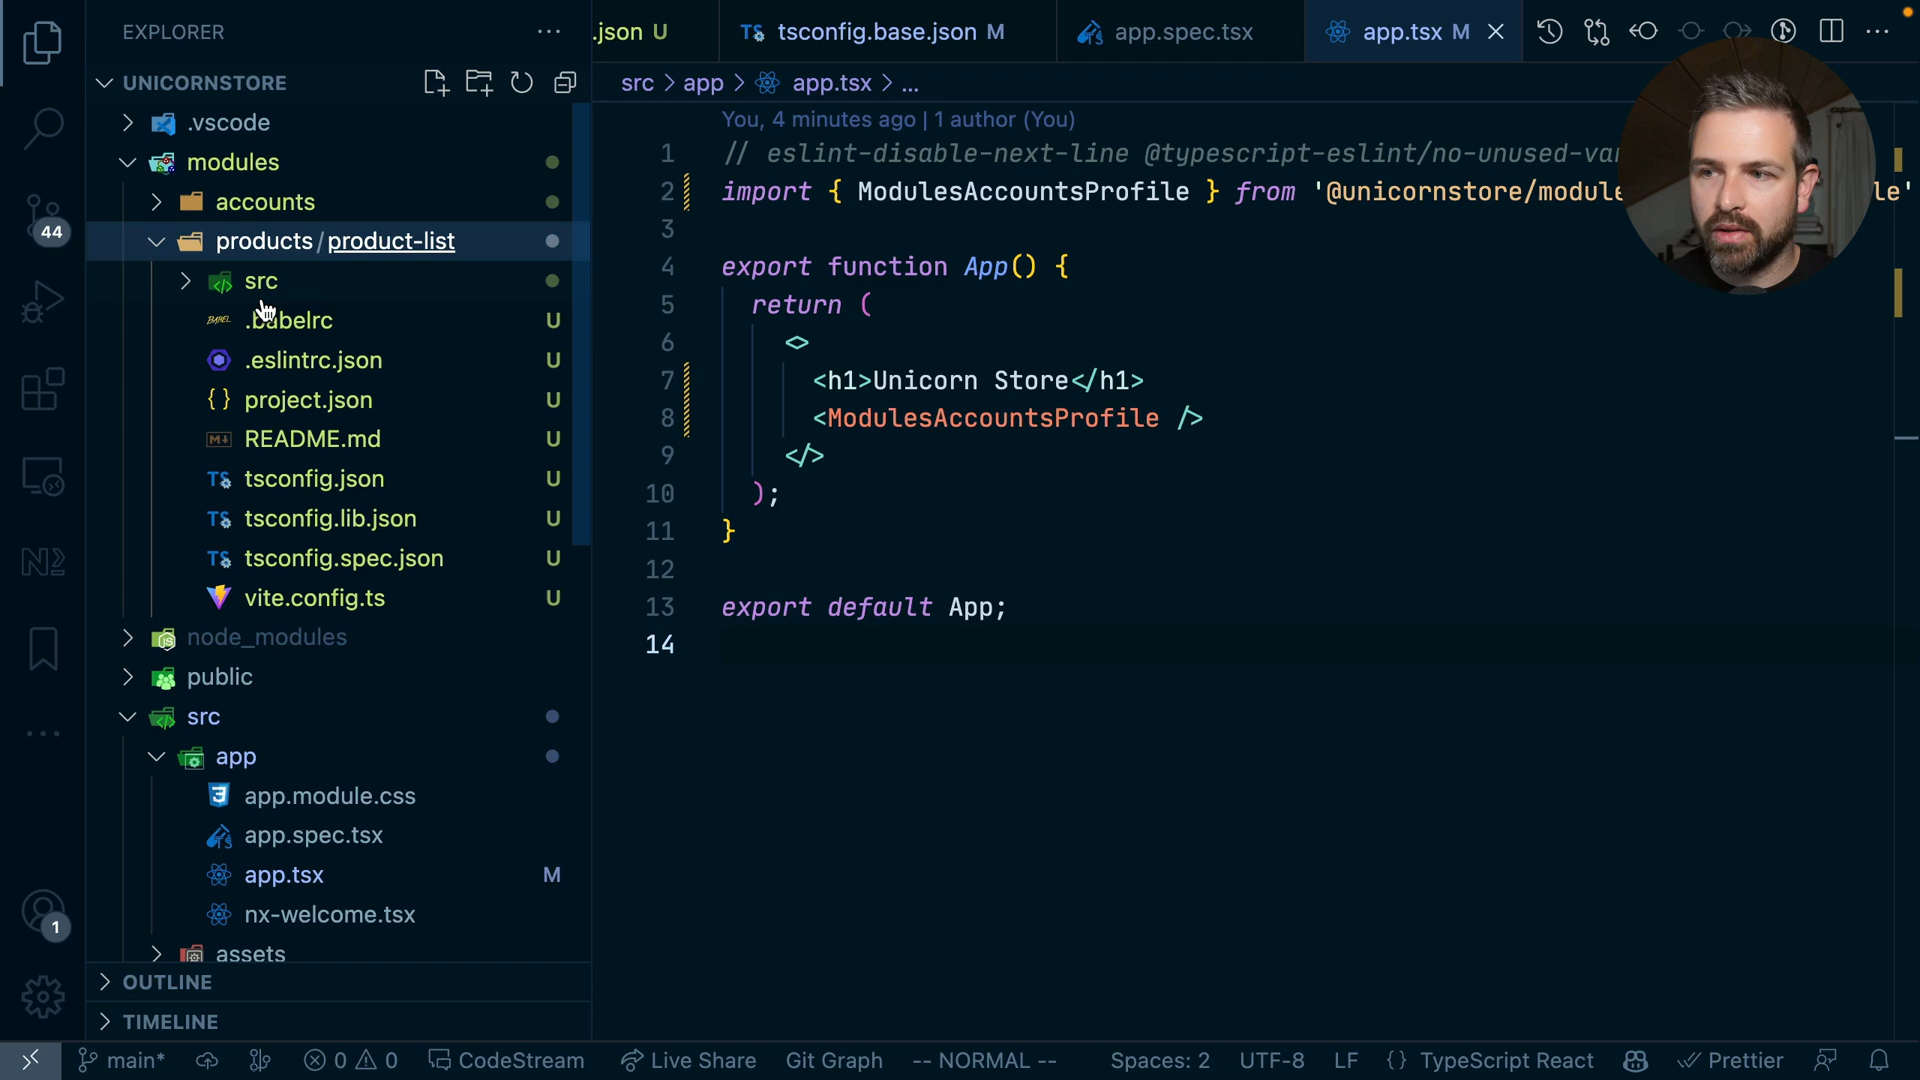 EXPLORER
UNICORNSTORE
.vscode
modules
accounts
products/product-list
src
.babelrc U
.eslintrc.json U
project.json U
README.md U
tsconfig.json U
tsconfig.lib.json U
tsconfig.spec.json U
vite.config.ts U
node_modules
public
src
app
app.module.css
app.spec.tsx
app.tsx M
nx-welcome.tsx
assets
OUTLINE
TIMELINE
44
1
.json U
tsconfig.base.json M
app.spec.tsx
app.tsx M
src > app > app.tsx > ...
You, 4 minutes ago | 1 author (You)
1 // eslint-disable-next-line @typescript-eslint/no-unused-va
2 import { ModulesAccountsProfile } from '@unicornstore/module le'
3
4 export function App() {
5 return (
6 <>
7 <h1>Unicorn Store</h1>
8 <ModulesAccountsProfile />
9 </>
10 );
11 }
12
13 export default App;
14
main* 0 0 CodeStream Live Share Git Graph -- NORMAL -- Spaces: 2 UTF-8 LF {} TypeScript React Prettier